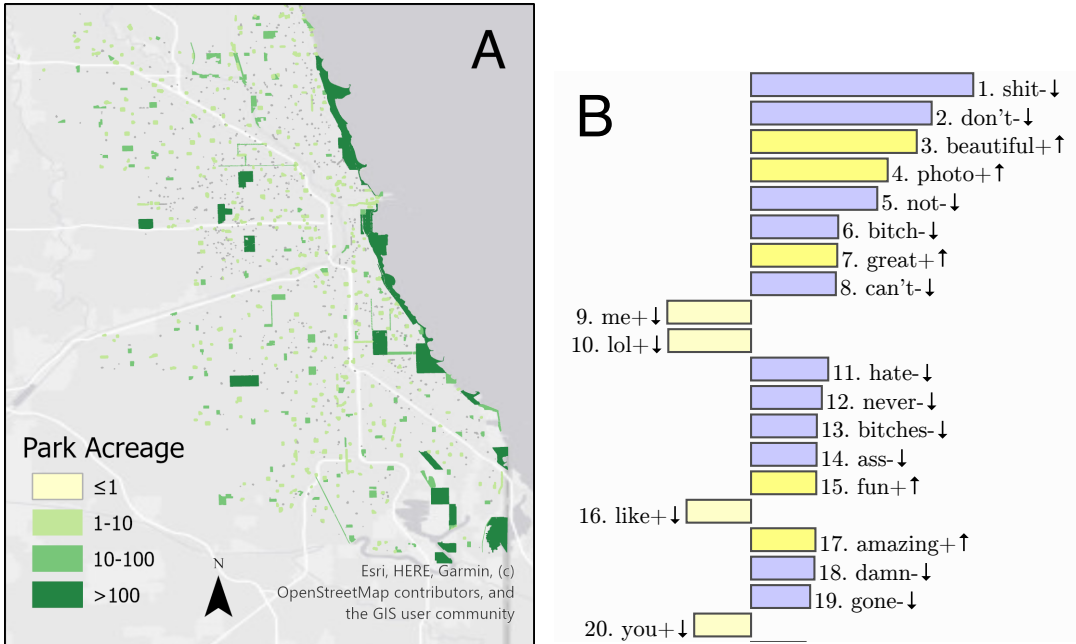 A
Park Acreage
≤1
1-10
10-100
>100
N
Esri, HERE, Garmin, (c)
OpenStreetMap contributors, and
the GIS user community
B
1. shit-↓
2. don't-↓
3. beautiful+↑
4. photo+↑
5. not-↓
6. bitch-↓
7. great+↑
8. can't-↓
9. me+↓
10. lol+↓
11. hate-↓
12. never-↓
13. bitches-↓
14. ass-↓
15. fun+↑
16. like+↓
17. amazing+↑
18. damn-↓
19. gone-↓
20. you+↓